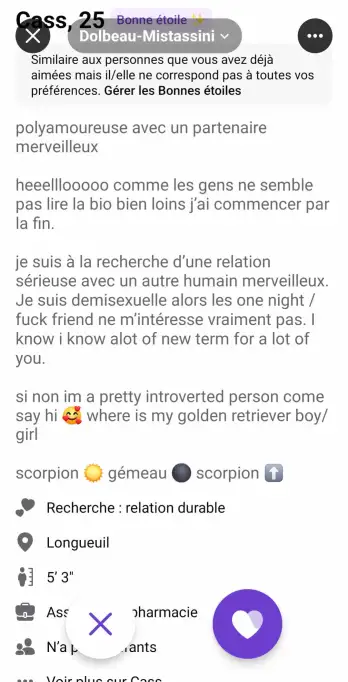 Cass, 25 Bonne étoile
Dolbeau-Mistassini
Similaire aux personnes que vous avez déjà
aimées mais il/elle ne correspond pas à toutes vos
préférences. Gérer les Bonnes étoiles
polyamoureuse avec un partenaire
merveilleux
heeelllooooo comme les gens ne semble
pas lire la bio bien loins j'ai commencer par
la fin.
je suis à la recherche d'une relation
sérieuse avec un autre humain merveilleux.
Je suis demisexuelle alors les one night /
fuck friend ne m'intéresse vraiment pas. I
know i know alot of new term for a lot of
you.
si non im a pretty introverted person come
say hi 🥰 where is my golden retriever boy/
girl
scorpion ☀️ gémeau 🌑 scorpion ⬆️
Recherche : relation durable
Longueuil
5' 3"
pharmacie
N'a
Voir plus sur Cass